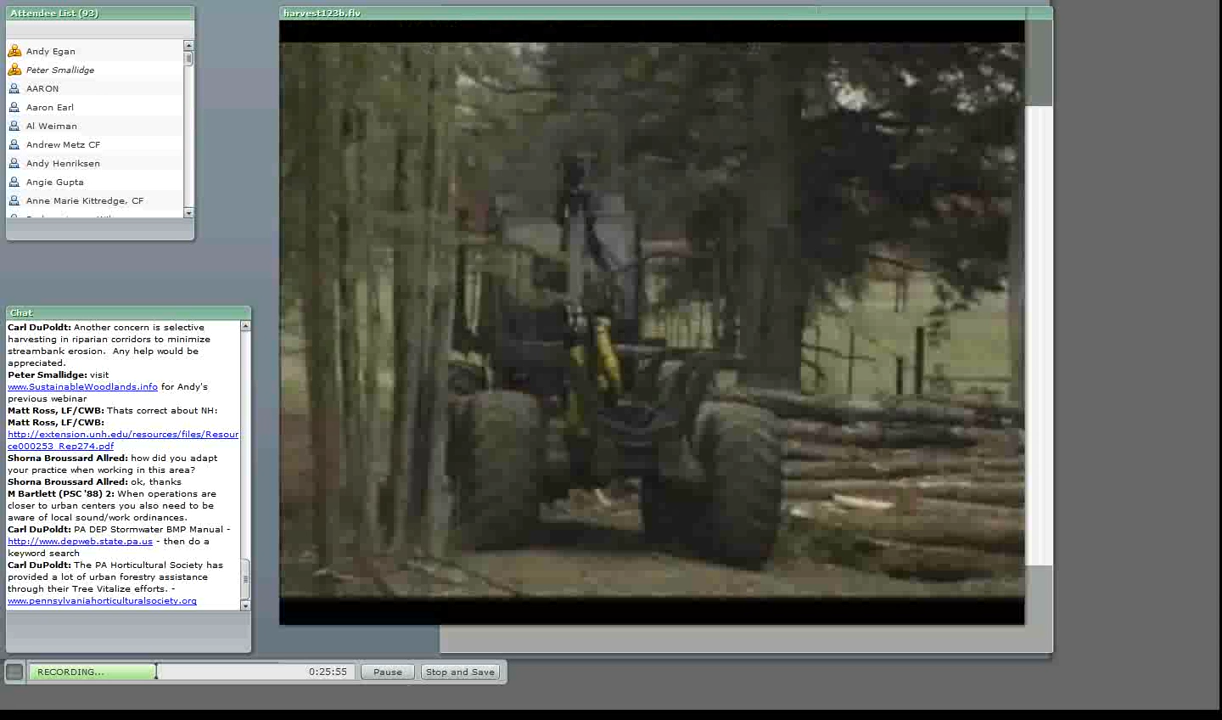 Attendee List (93)
Andy Egan
Peter Smallidge
AARON
Aaron Earl
Al Weiman
Andrew Metz CF
Andy Henriksen
Angie Gupta
Anne Marie Kittredge, CF
Chat
Carl DuPoldt: Another concern is selective
harvesting in riparian corridors to minimize
streambank erosion. Any help would be
appreciated.
Peter Smallidge: visit
www.SustainableWoodlands.info for Andy's
previous webinar
Matt Ross, LF/CWB: Thats correct about NH:
Matt Ross, LF/CWB:
http://extension.unh.edu/resources/files/Resour
ce000253_Rep274.pdf
Shorna Broussard Allred: how did you adapt
your practice when working in this area?
Shorna Broussard Allred: ok, thanks
M Bartlett (PSC '88) 2: When operations are
closer to urban centers you also need to be
aware of local sound/work ordinances.
Carl DuPoldt: PA DEP Stormwater BMP Manual -
http://www.depweb.state.pa.us - then do a
keyword search
Carl DuPoldt: The PA Horticultural Society has
provided a lot of urban forestry assistance
through their Tree Vitalize efforts. -
www.pennsylvaniahorticulturalsociety.org
harvest123b.flv
RECORDING...
0:25:55
Pause
Stop and Save